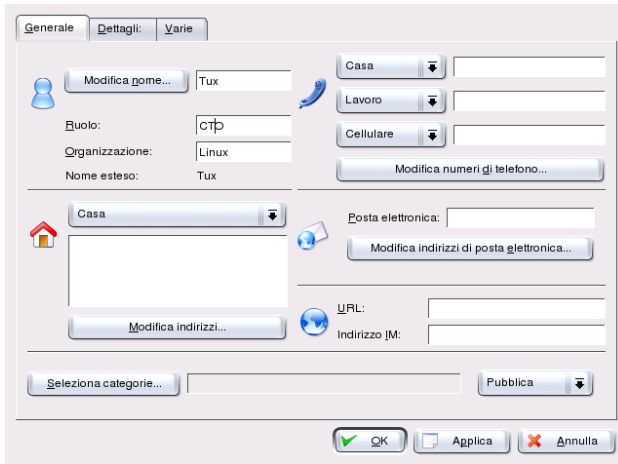 Generale Dettagli: Varie
Modifica nome... Tux
Ruolo: CTO
Organizzazione: Linux
Nome esteso: Tux
Casa
Lavoro
Cellulare
Modifica numeri di telefono...
Casa
Modifica indirizzi...
Posta elettronica:
Modifica indirizzi di posta elettronica...
URL:
Indirizzo IM:
Seleziona categorie... Pubblica
OK Applica Annulla